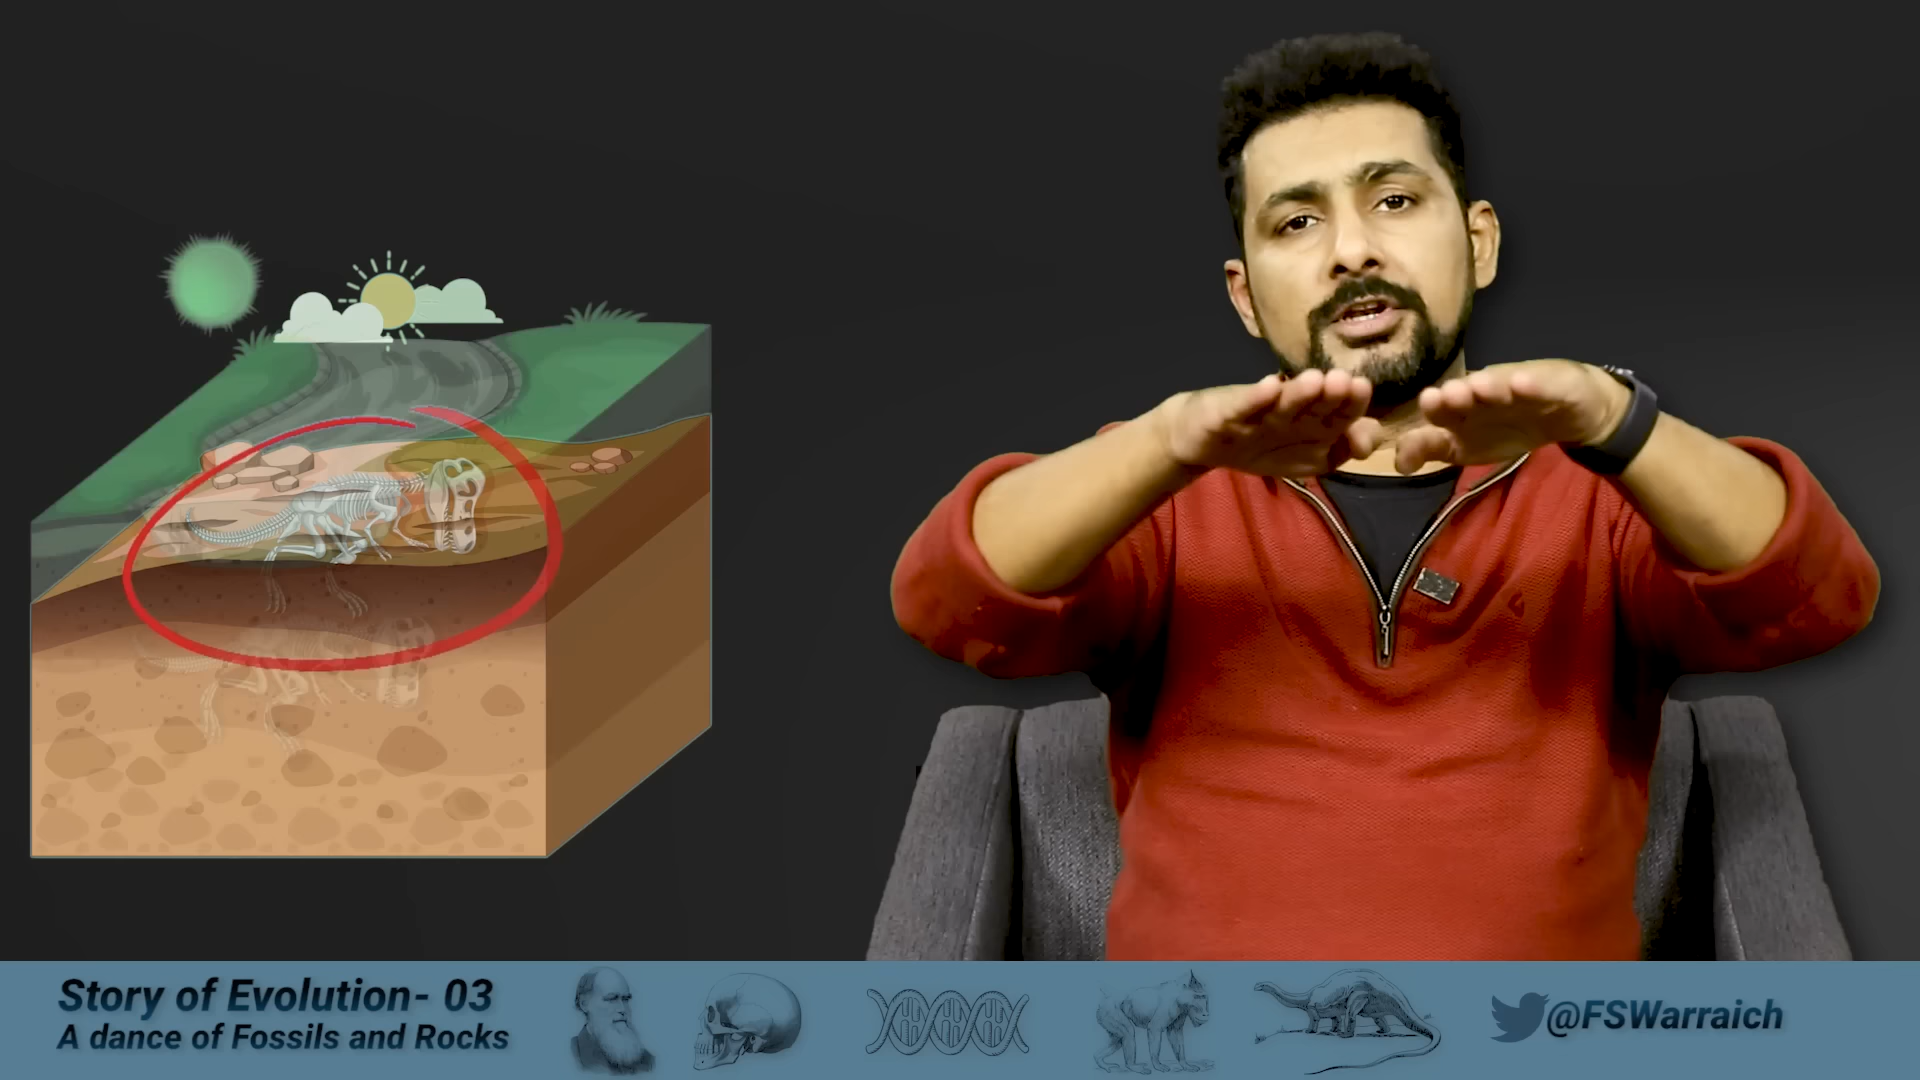 Story of Evolution- 03
A dance of Fossils and Rocks
@FSWarraich